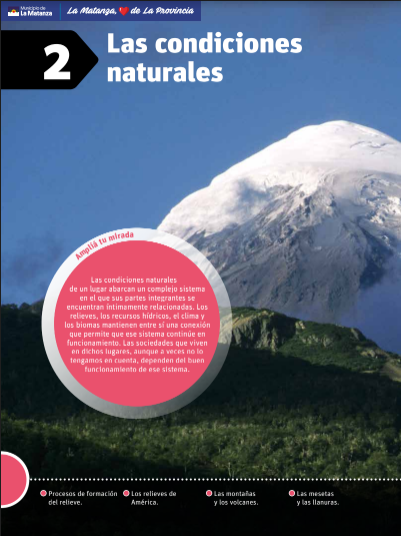 Municipio de
La Matanza
La Matanza, de La Provincia
2
Las condiciones
naturales
Ampliá tu mirada
Las condiciones naturales
de un lugar abarcan un complejo sistema
en el que sus partes integrantes se
encuentran íntimamente relacionadas. Los
relieves, los recursos hídricos, el clima y
los biomas mantienen entre sí una conexión
que permite que ese sistema continúe en
funcionamiento. Las sociedades que viven
en dichos lugares, aunque a veces no lo
tengamos en cuenta, dependen del buen
funcionamiento de ese sistema.
Procesos de formación
del relieve.
Los relieves de
América.
Las montañas
y los volcanes.
Las mesetas
y las llanuras.